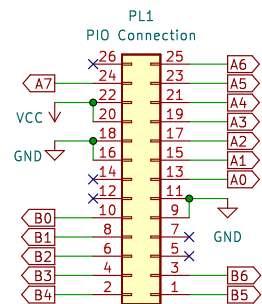 PL1
PIO Connection
26 25 A6
A7 24 23 A5
VCC 22 21 A4
20 19 A3
GND 18 17 A2
16 15 A1
14 13 A0
12 11
B0 10 9 GND
B1 8 7
B2 6 5
B3 4 3 B6
B4 2 1 B5